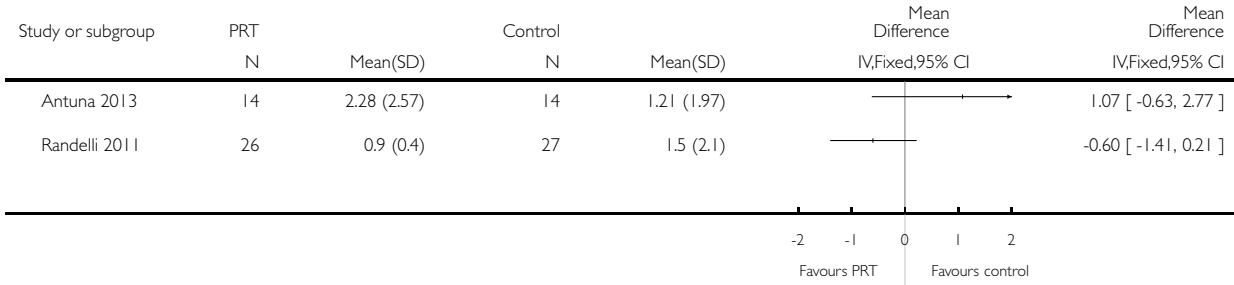 Study or subgroup PRT Control Mean Difference Mean Difference
N Mean(SD) N Mean(SD) IV,Fixed,95% CI IV,Fixed,95% CI
Antuna 2013 14 2.28 (2.57) 14 1.21 (1.97) 1.07 [ -0.63, 2.77 ]
Randelli 2011 26 0.9 (0.4) 27 1.5 (2.1) -0.60 [ -1.41, 0.21 ]
-2 -1 0 1 2
Favours PRT Favours control